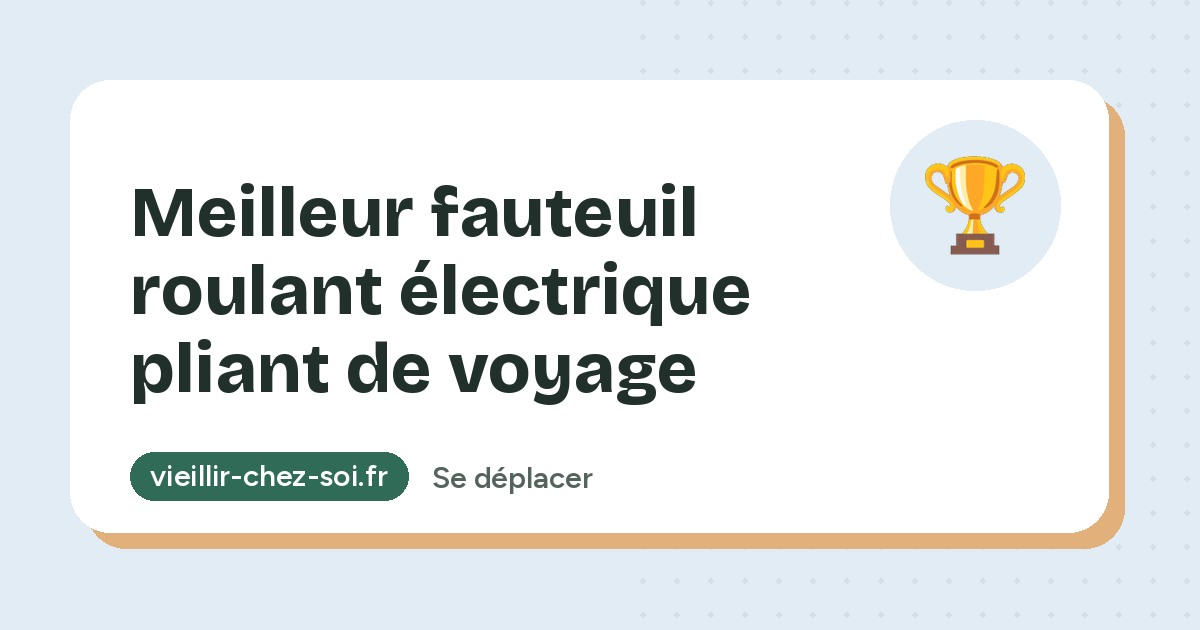 Meilleur fauteuil
roulant électrique
pliant de voyage
vieillir-chez-soi.fr
Se déplacer